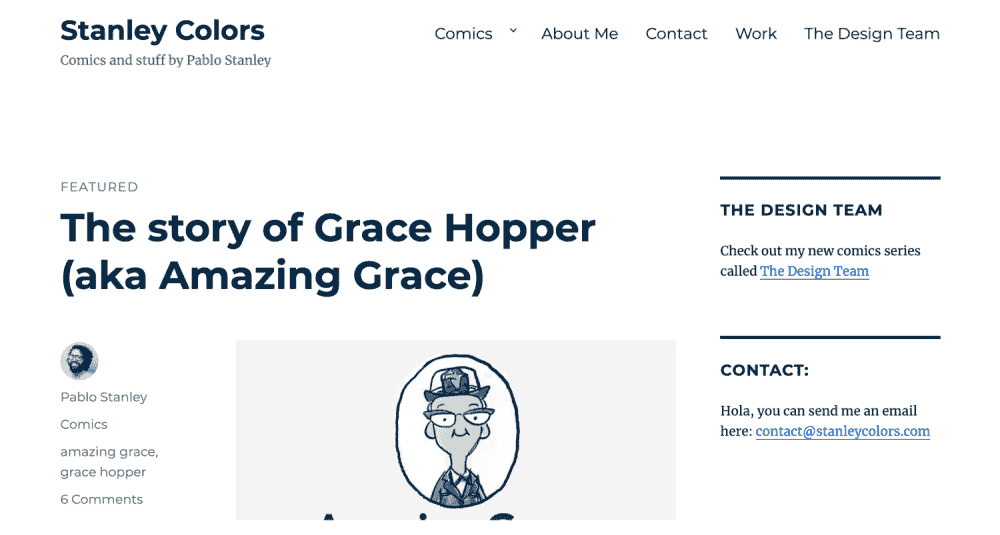 Stanley Colors
Comics and stuff by Pablo Stanley
Comics
About Me
Contact
Work
The Design Team
FEATURED
The story of Grace Hopper
(aka Amazing Grace)
Pablo Stanley
Comics
amazing grace,
grace hopper
6 Comments
THE DESIGN TEAM
Check out my new comics series
called The Design Team
CONTACT:
Hola, you can send me an email
here: contact@stanleycolors.com